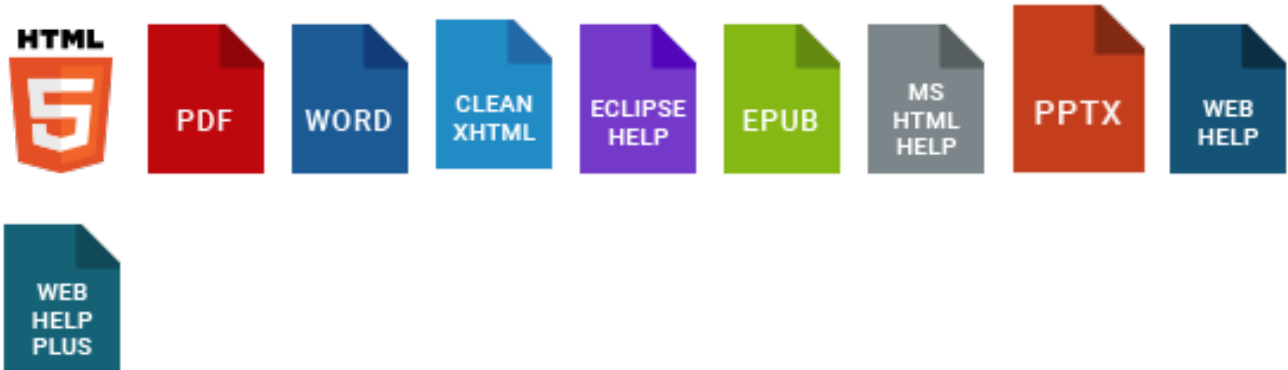 HTML
5
PDF
WORD
CLEAN
XHTML
ECLIPSE
HELP
EPUB
MS
HTML
HELP
PPTX
WEB
HELP
WEB
HELP
PLUS